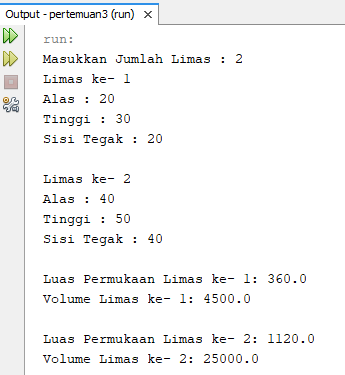 Output - pertemuan3 (run)
run:
Masukkan Jumlah Limas : 2
Limas ke- 1
Alas : 20
Tinggi : 30
Sisi Tegak : 20
Limas ke- 2
Alas : 40
Tinggi : 50
Sisi Tegak : 40
Luas Permukaan Limas ke- 1: 360.0
Volume Limas ke- 1: 4500.0
Luas Permukaan Limas ke- 2: 1120.0
Volume Limas ke- 2: 25000.0